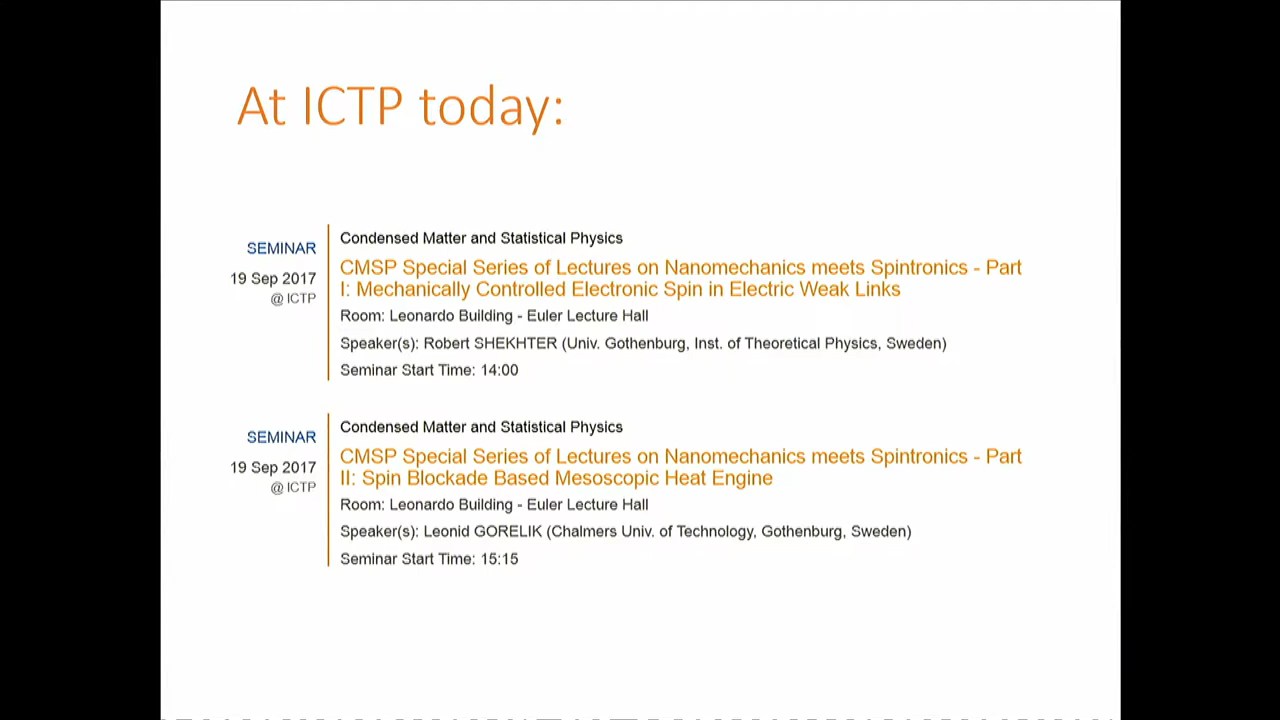 At ICTP today:
SEMINAR
19 Sep 2017
@ ICTP
Condensed Matter and Statistical Physics
CMSP Special Series of Lectures on Nanomechanics meets Spintronics - Part
I: Mechanically Controlled Electronic Spin in Electric Weak Links
Room: Leonardo Building - Euler Lecture Hall
Speaker(s): Robert SHEKHTER (Univ. Gothenburg, Inst. of Theoretical Physics, Sweden)
Seminar Start Time: 14:00
SEMINAR
19 Sep 2017
@ ICTP
Condensed Matter and Statistical Physics
CMSP Special Series of Lectures on Nanomechanics meets Spintronics - Part
II: Spin Blockade Based Mesoscopic Heat Engine
Room: Leonardo Building - Euler Lecture Hall
Speaker(s): Leonid GORELIK (Chalmers Univ. of Technology, Gothenburg, Sweden)
Seminar Start Time: 15:15